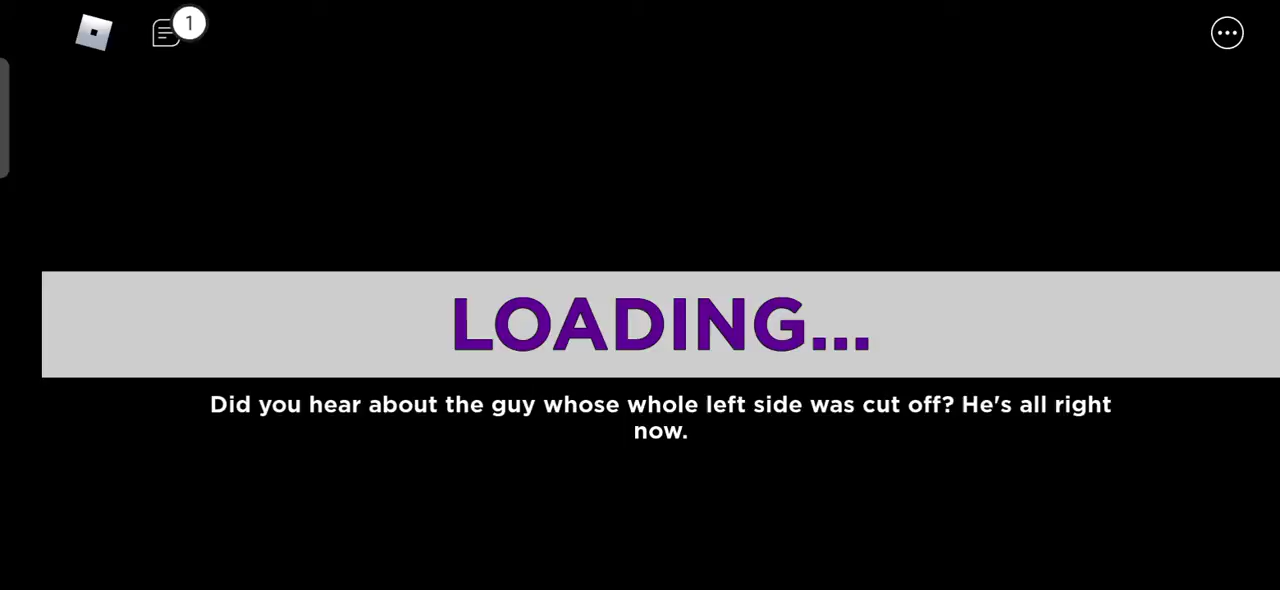 1
LOADING...
Did you hear about the guy whose whole left side was cut off? He's all right
now.